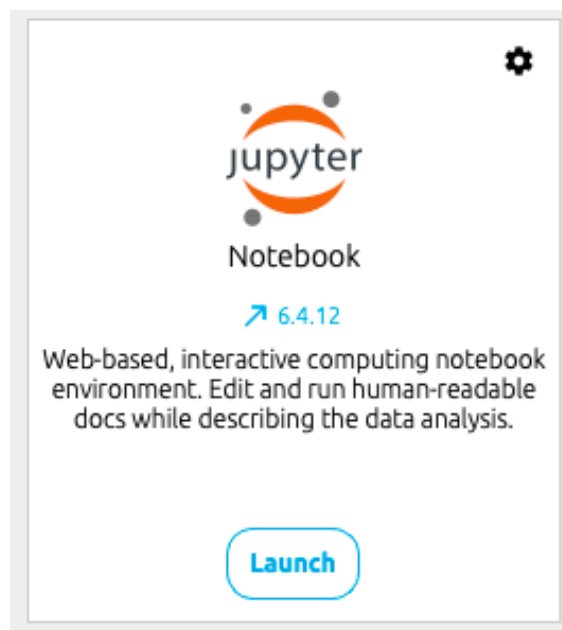 jupyter
Notebook
6.4.12
Web-based, interactive computing notebook
environment. Edit and run human-readable
docs while describing the data analysis.
Launch